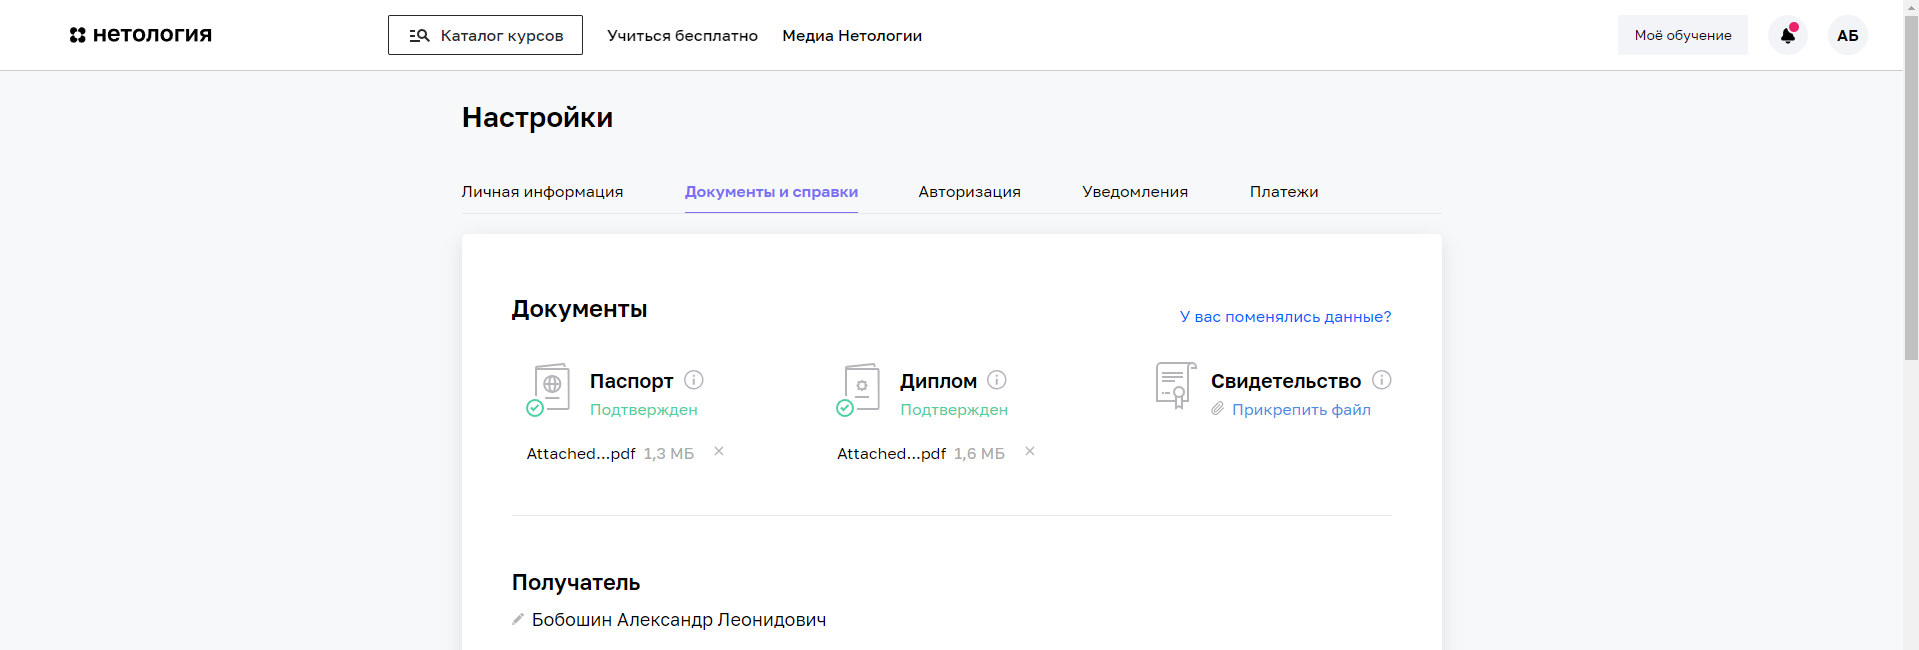 нетология
Каталог курсов
Учиться бесплатно
Медиа Нетологии
Моё обучение
АБ
Настройки
Личная информация
Документы и справки
Авторизация
Уведомления
Платежи
Документы
У вас поменялись данные?
Паспорт
Подтвержден
Attached...pdf 1,3 МБ
Диплом
Подтвержден
Attached...pdf 1,6 МБ
Свидетельство
Прикрепить файл
Получатель
Бобошин Александр Леонидович